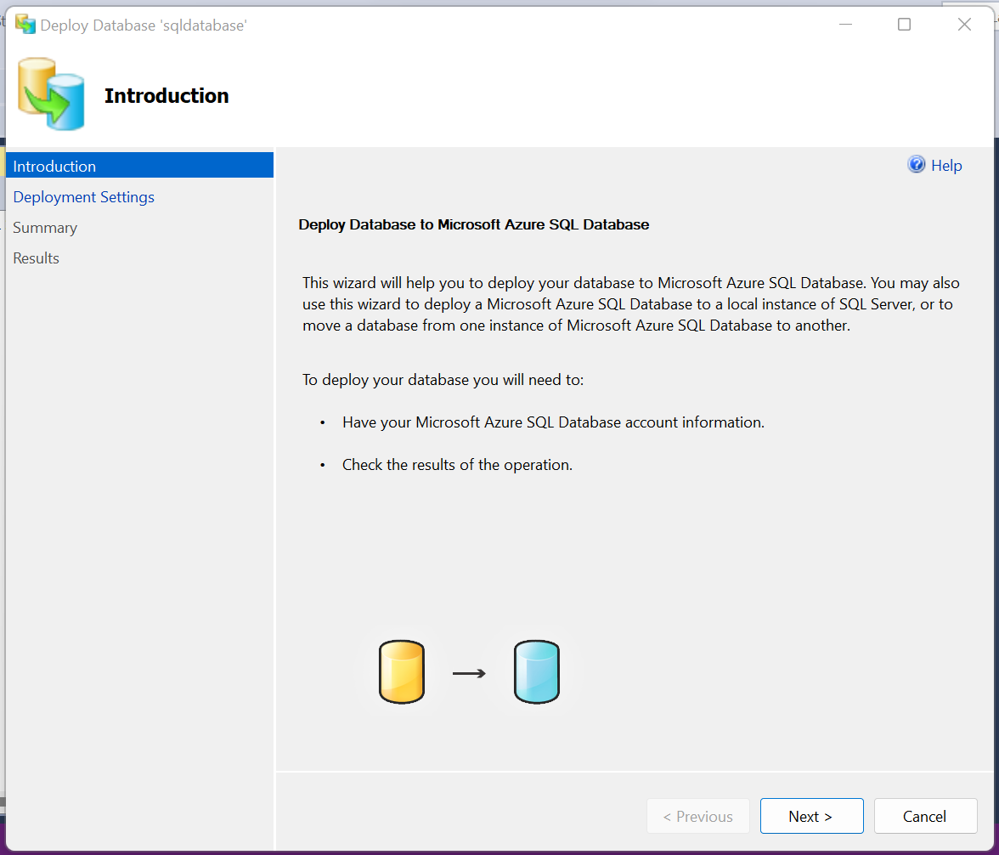 Deploy Database 'sqldatabase'
Introduction
Introduction
Deployment Settings
Summary
Results
Help
Deploy Database to Microsoft Azure SQL Database
This wizard will help you to deploy your database to Microsoft Azure SQL Database. You may also
use this wizard to deploy a Microsoft Azure SQL Database to a local instance of SQL Server, or to
move a database from one instance of Microsoft Azure SQL Database to another.
To deploy your database you will need to:
• Have your Microsoft Azure SQL Database account information.
• Check the results of the operation.
< Previous
Next >
Cancel